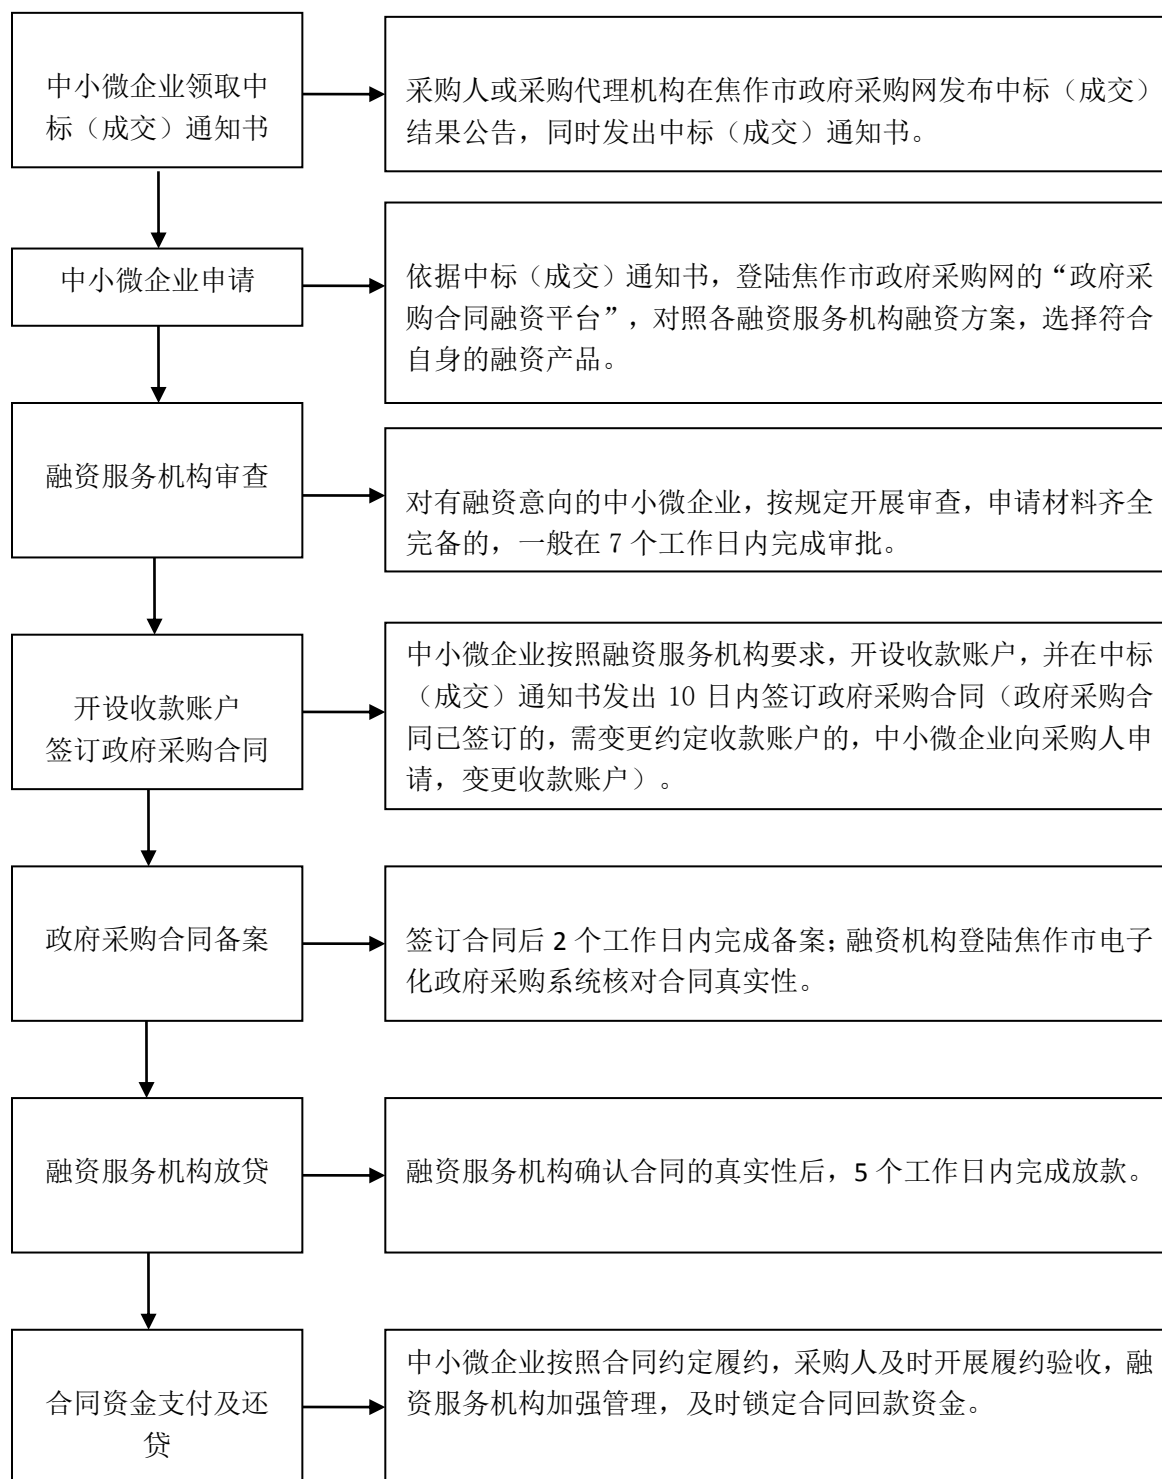 中小微企业领取中
标（成交）通知书
采购人或采购代理机构在焦作市政府采购网发布中标（成交）
结果公告，同时发出中标（成交）通知书。
中小微企业申请
依据中标（成交）通知书，登陆焦作市政府采购网的“政府采
购合同融资平台”，对照各融资服务机构融资方案，选择符合
自身的融资产品。
融资服务机构审查
对有融资意向的中小微企业，按规定开展审查，申请材料齐全
完备的，一般在 7 个工作日内完成审批。
开设收款账户
签订政府采购合同
中小微企业按照融资服务机构要求，开设收款账户，并在中标
（成交）通知书发出 10 日内签订政府采购合同（政府采购合
同已签订的，需变更约定收款账户的，中小微企业向采购人申
请，变更收款账户）。
政府采购合同备案
签订合同后 2 个工作日内完成备案；融资机构登陆焦作市电子
化政府采购系统核对合同真实性。
融资服务机构放贷
融资服务机构确认合同的真实性后，5 个工作日内完成放款。
合同资金支付及还
贷
中小微企业按照合同约定履约，采购人及时开展履约验收，融
资服务机构加强管理，及时锁定合同回款资金。